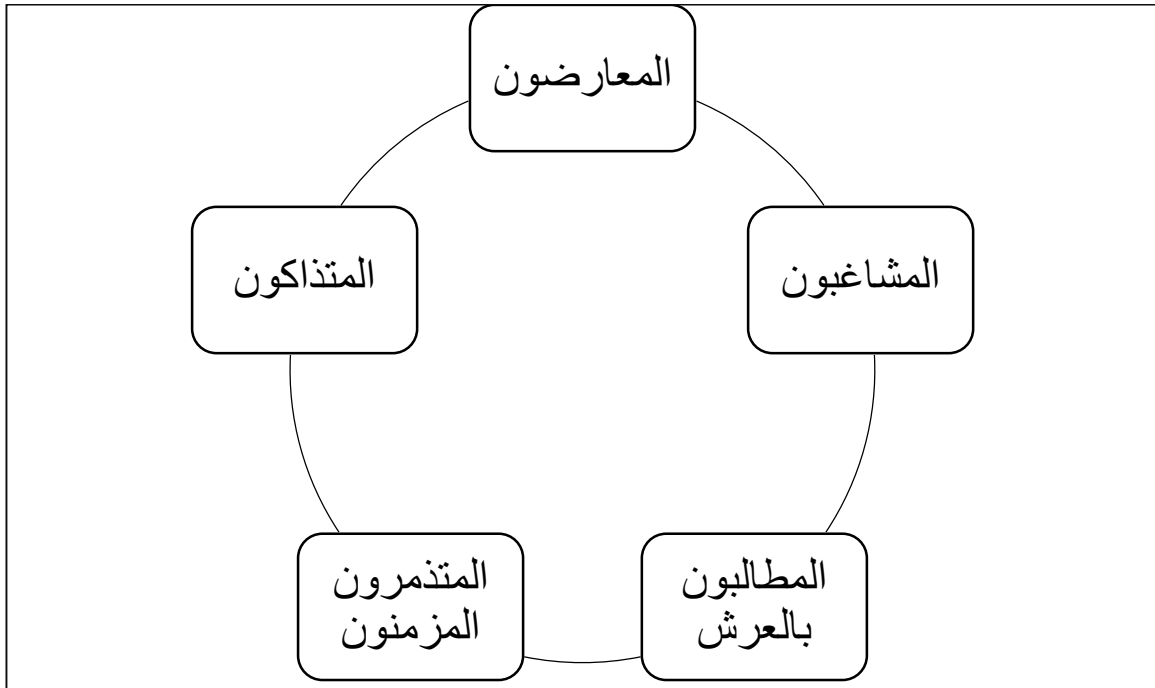 المعارضون
المشاغبون
المطالبون
بالعرش
المتذمرون
المزمنون
المتذاكون